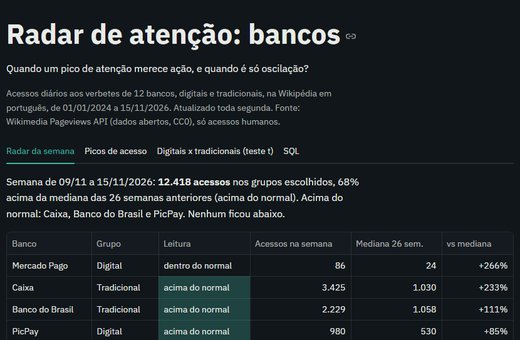 Radar de atenção: bancos
Quando um pico de atenção merece ação, e quando é só oscilação?
Acessos diários aos verbetes de 12 bancos, digitais e tradicionais, na Wikipédia em
português, de 01/01/2024 a 15/11/2026. Atualizado toda segunda. Fonte:
Wikimedia Pageviews API (dados abertos, CC0), só acessos humanos.
Radar da semana Picos de acesso Digitais x tradicionais (teste t) SQL
Semana de 09/11 a 15/11/2026: 12.418 acessos nos grupos escolhidos, 68%
acima da mediana das 26 semanas anteriores (acima do normal). Acima do
normal: Caixa, Banco do Brasil e PicPay. Nenhum ficou abaixo.
Banco Grupo Leitura Acessos na semana Mediana 26 sem. vs mediana
Mercado Pago Digital dentro do normal 86 24 +266%
Caixa Tradicional acima do normal 3.425 1.030 +233%
Banco do Brasil Tradicional acima do normal 2.229 1.058 +111%
PicPay Digital acima do normal 980 530 +85%